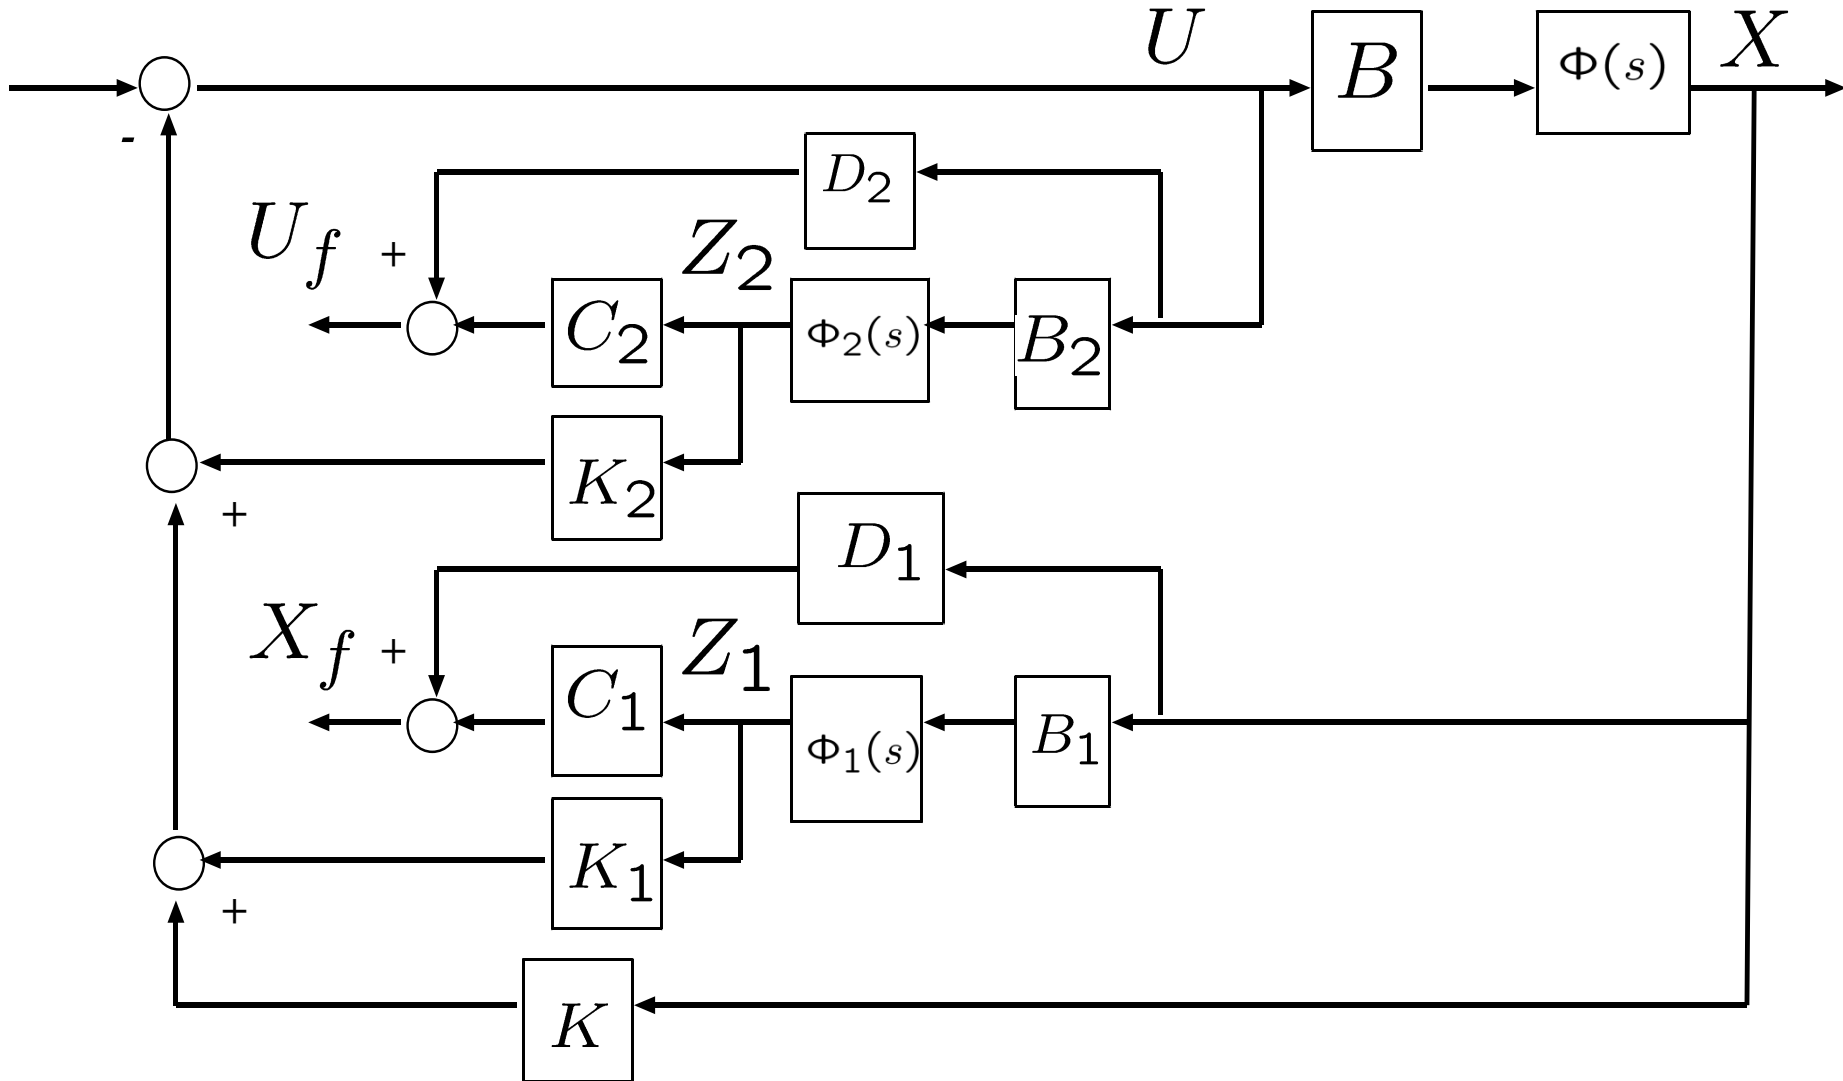 U
B
Φ(s)
X
-
D₂
U_f
+
Z₂
C₂
Φ₂(s)
B₂
K₂
+
D₁
X_f
+
Z₁
C₁
Φ₁(s)
B₁
K₁
+
K